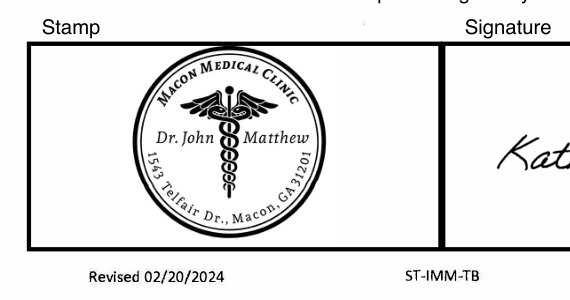 Stamp
Signature
MACON MEDICAL CLINIC
Dr. John Matthew
1543 Telfair Dr., Macon, GA 31201
Revised 02/20/2024
ST-IMM-TB